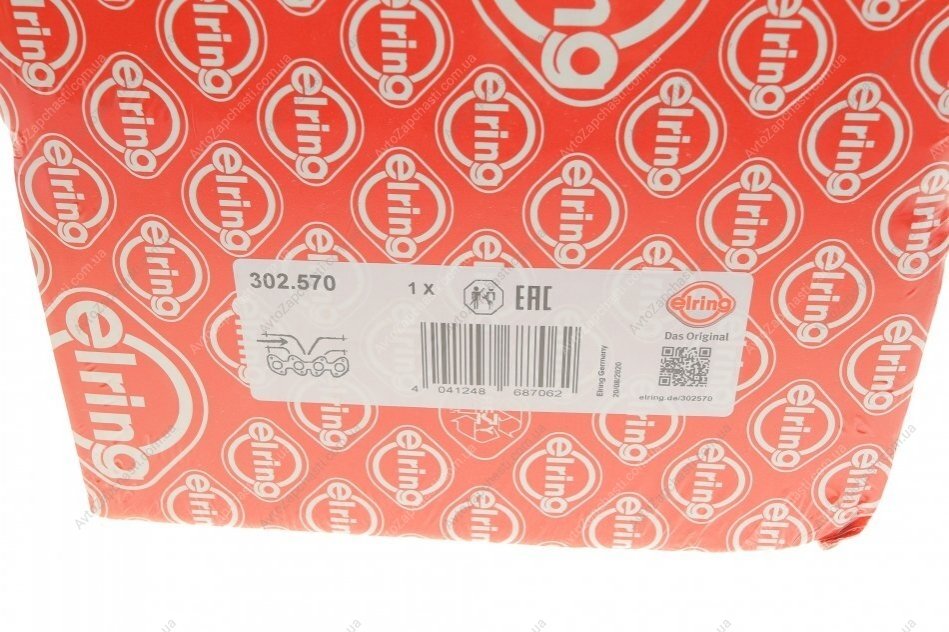 302.570
1 X
EAC
elring
Das Original
4 041248 687062
Elring Germany
20/08/2020
elring.de/302570
elring
AvtoZapchasti.com.ua